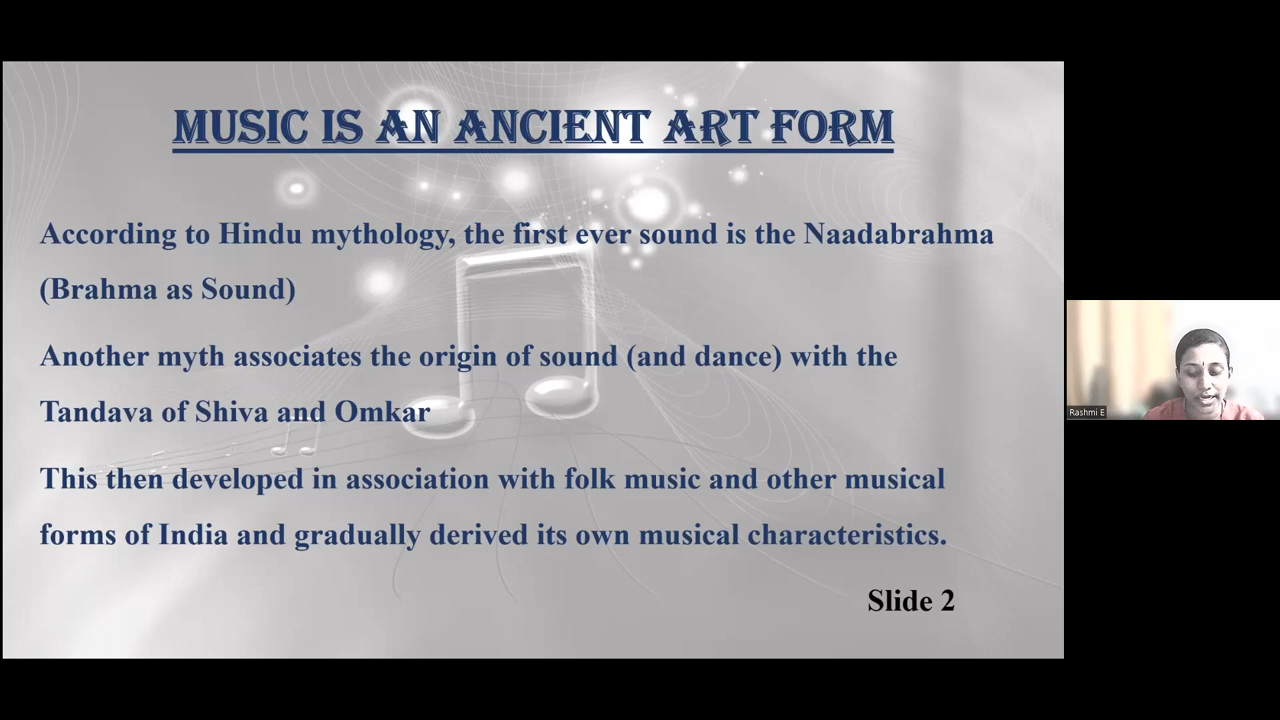 MUSIC IS AN ANCIENT ART FORM
According to Hindu mythology, the first ever sound is the Naadabrahma
(Brahma as Sound)
Another myth associates the origin of sound (and dance) with the
Tandava of Shiva and Omkar
This then developed in association with folk music and other musical
forms of India and gradually derived its own musical characteristics.
Slide 2
Rashmi E